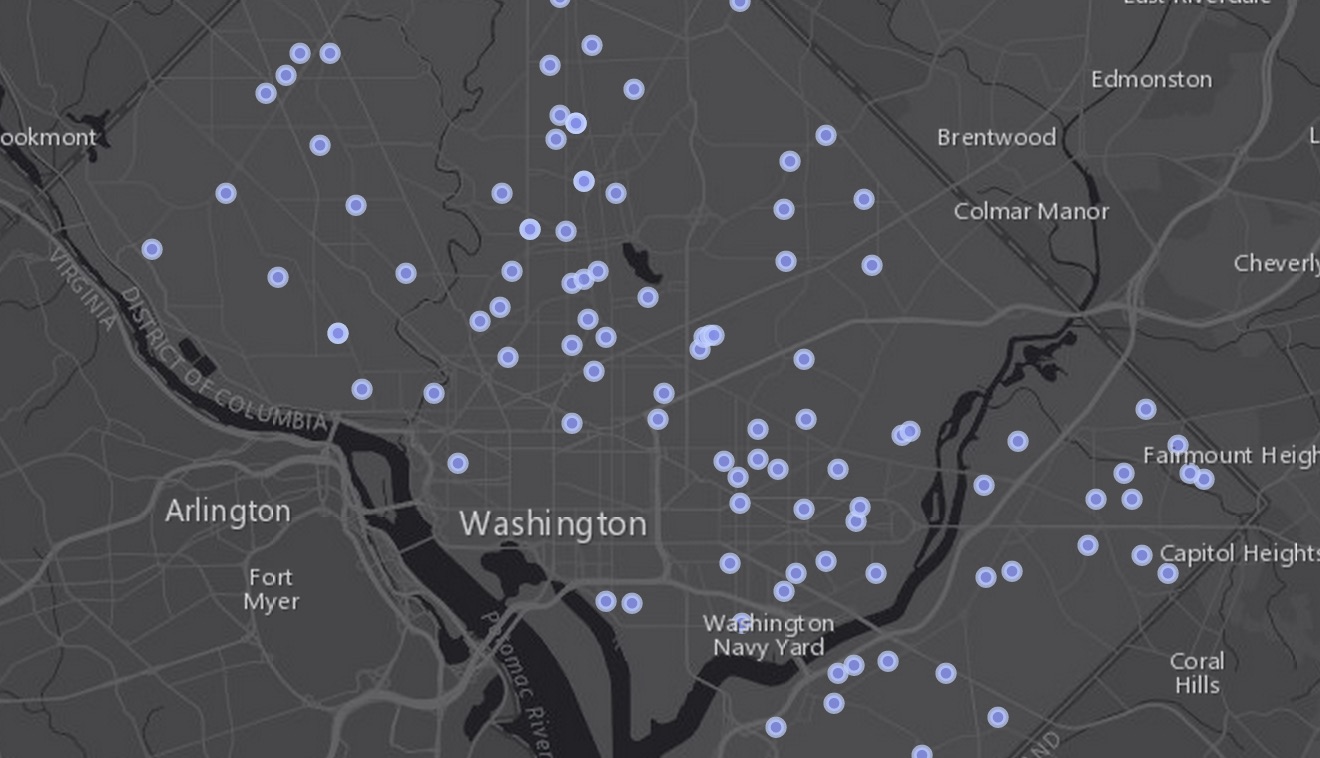 East Riverdale
Edmonston
ookmont
Brentwood
L
Colmar Manor
VIRGINIA
DISTRICT OF COLUMBIA
Cheverly
Fairmount Heigh
Arlington
Washington
Capitol Heights
Fort
Myer
Potomac River
Washington
Navy Yard
Coral
Hills
AND